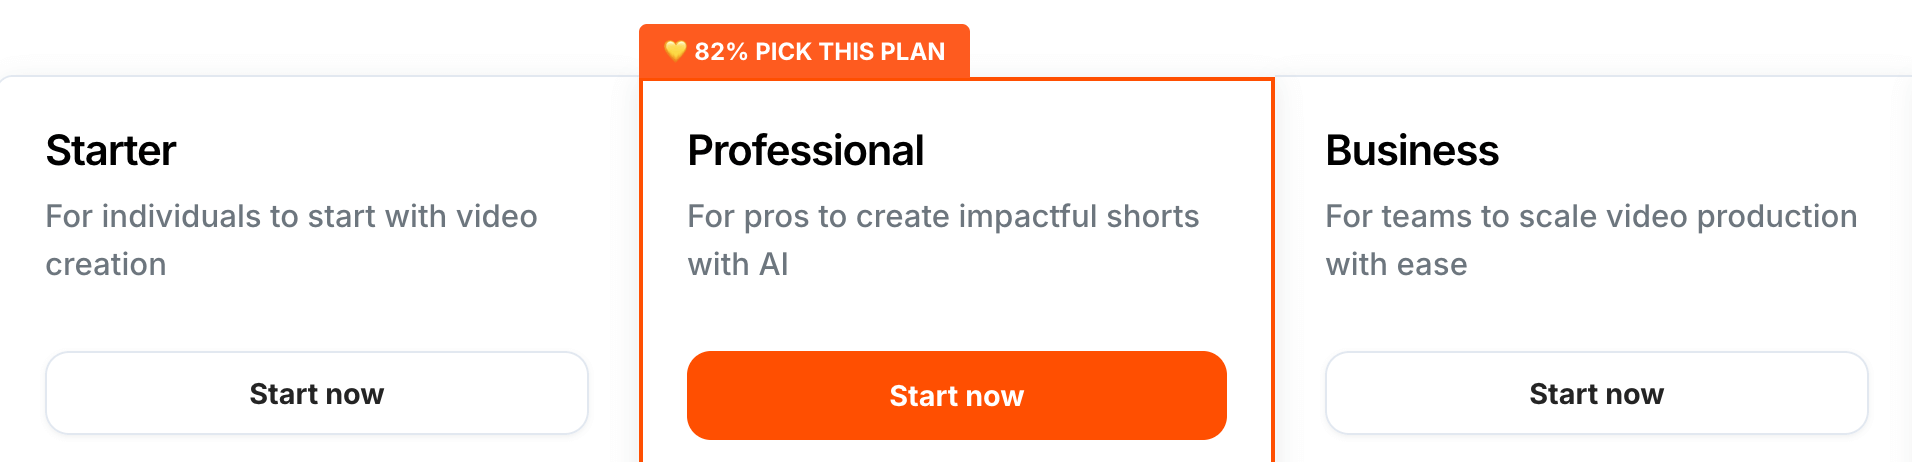 💛 82% PICK THIS PLAN
Starter
For individuals to start with video
creation
Start now
Professional
For pros to create impactful shorts
with AI
Start now
Business
For teams to scale video production
with ease
Start now